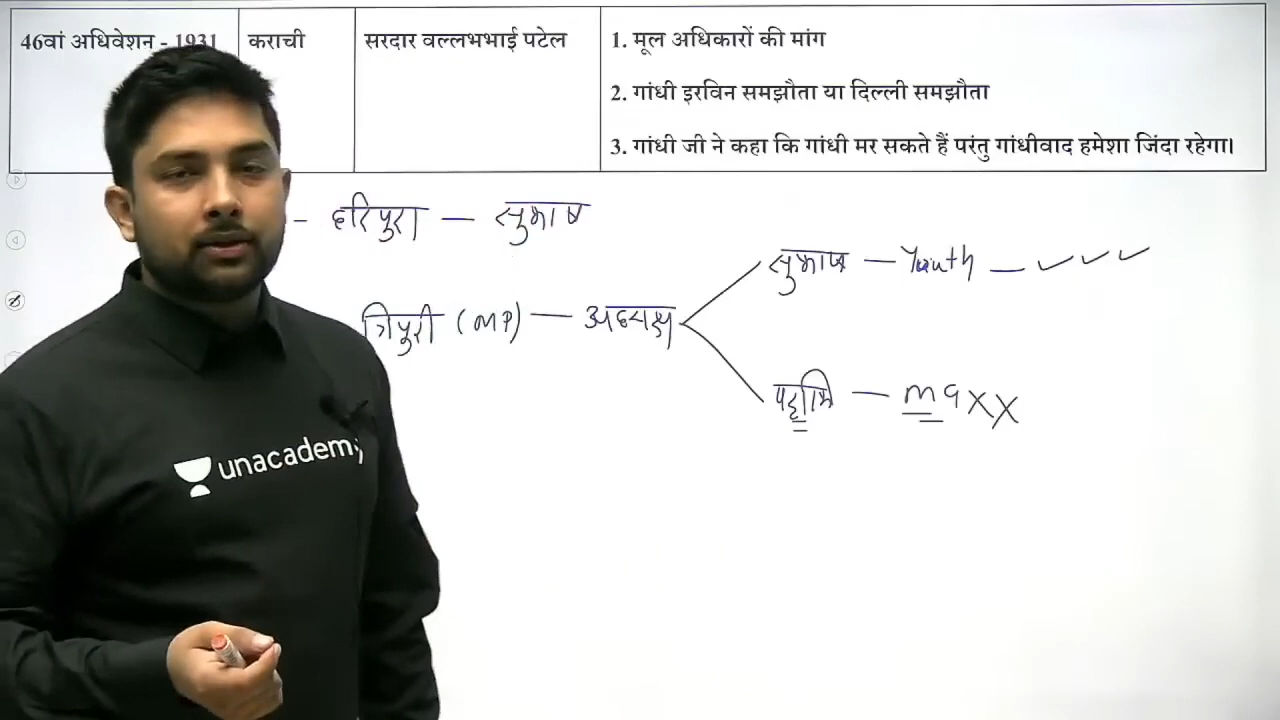 46वां अधिवेशन - 1931 कराची सरदार वल्लभभाई पटेल 1. मूल अधिकारों की मांग
2. गांधी इरविन समझौता या दिल्ली समझौता
3. गांधी जी ने कहा कि गांधी मर सकते हैं परंतु गांधीवाद हमेशा जिंदा रहेगा।
- हरिपुरा - सुभाष
सुभाष - Youth - ✓ ✓ ✓
त्रिपुरी (MP) - अध्यक्ष
पट्टाभि - MG X X
unacademy